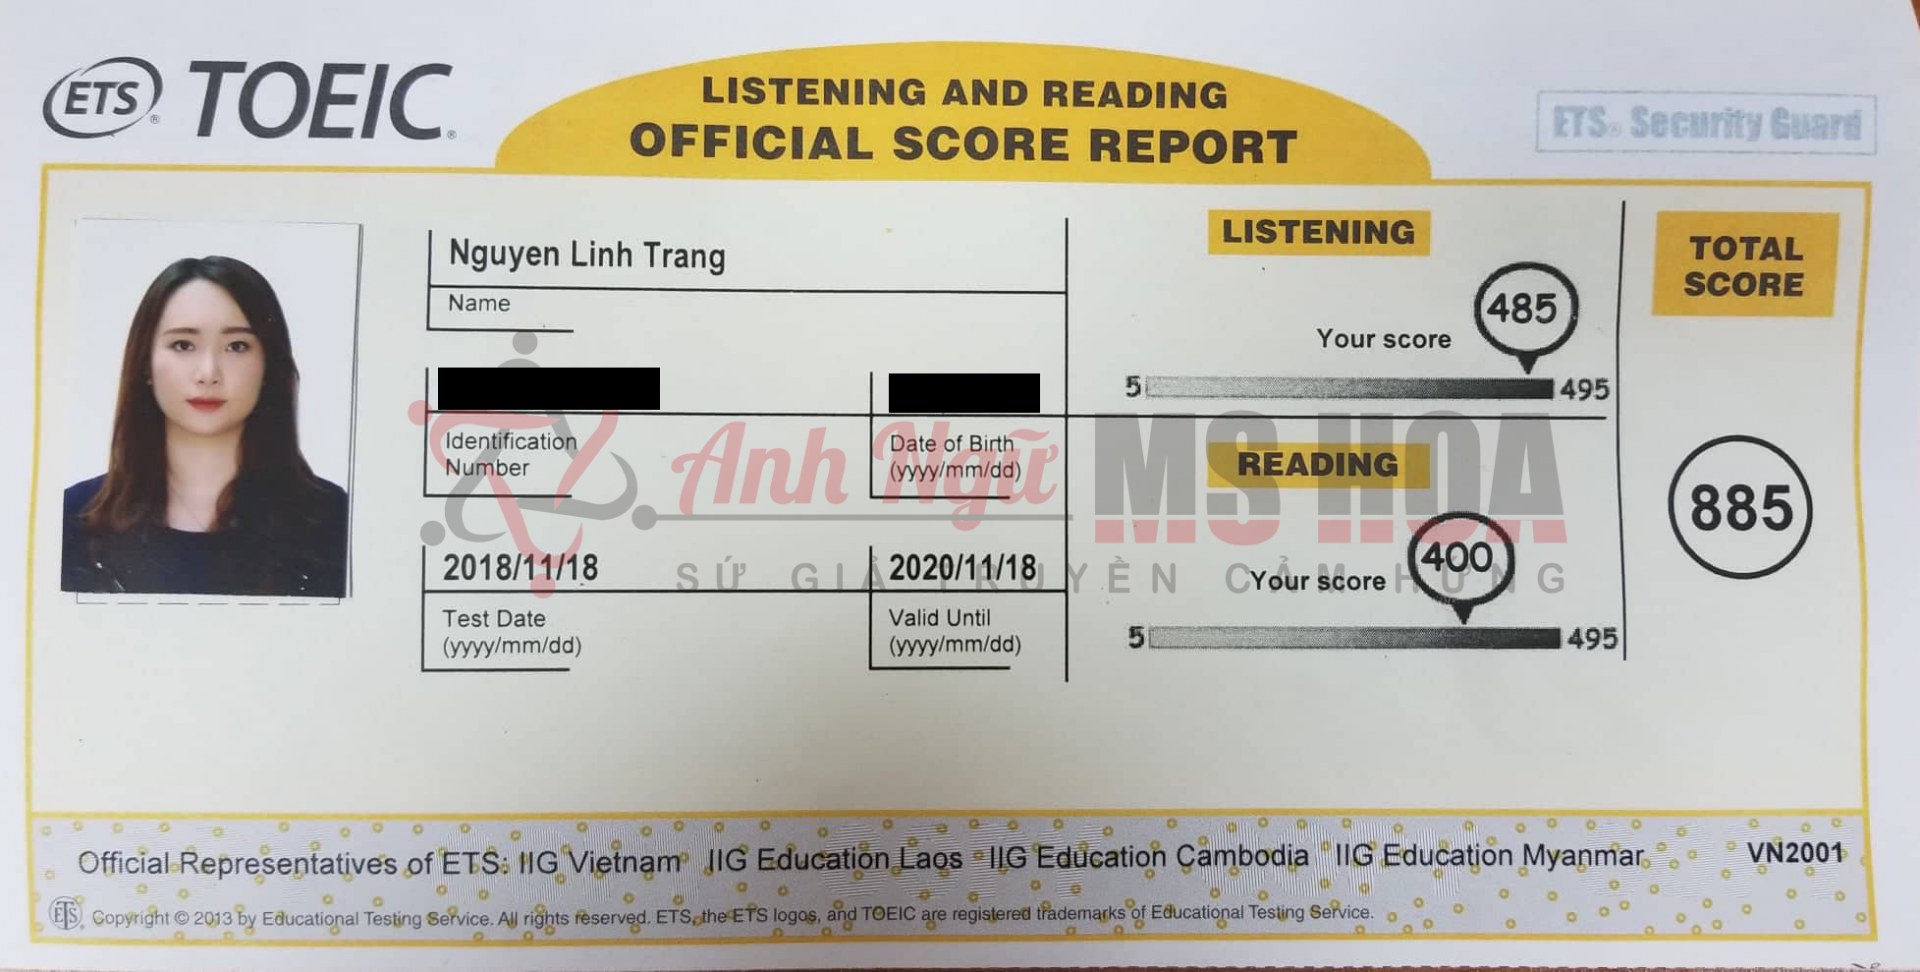 ETS® TOEIC®
LISTENING AND READING
OFFICIAL SCORE REPORT
ETS® Security Guard
Nguyen Linh Trang
Name
Identification
Number
Date of Birth
(yyyy/mm/dd)
2018/11/18
Test Date
(yyyy/mm/dd)
2020/11/18
Valid Until
(yyyy/mm/dd)
LISTENING
485
Your score
5 495
READING
400
Your score
5 495
TOTAL
SCORE
885
Anh Ngữ MS HOA
SỨ GIẢ TRUYỀN CẢM HỨNG
Official Representatives of ETS: IIG Vietnam IIG Education Laos IIG Education Cambodia IIG Education Myanmar VN2001
ETS® Copyright © 2013 by Educational Testing Service. All rights reserved. ETS, the ETS logos, and TOEIC are registered trademarks of Educational Testing Service.